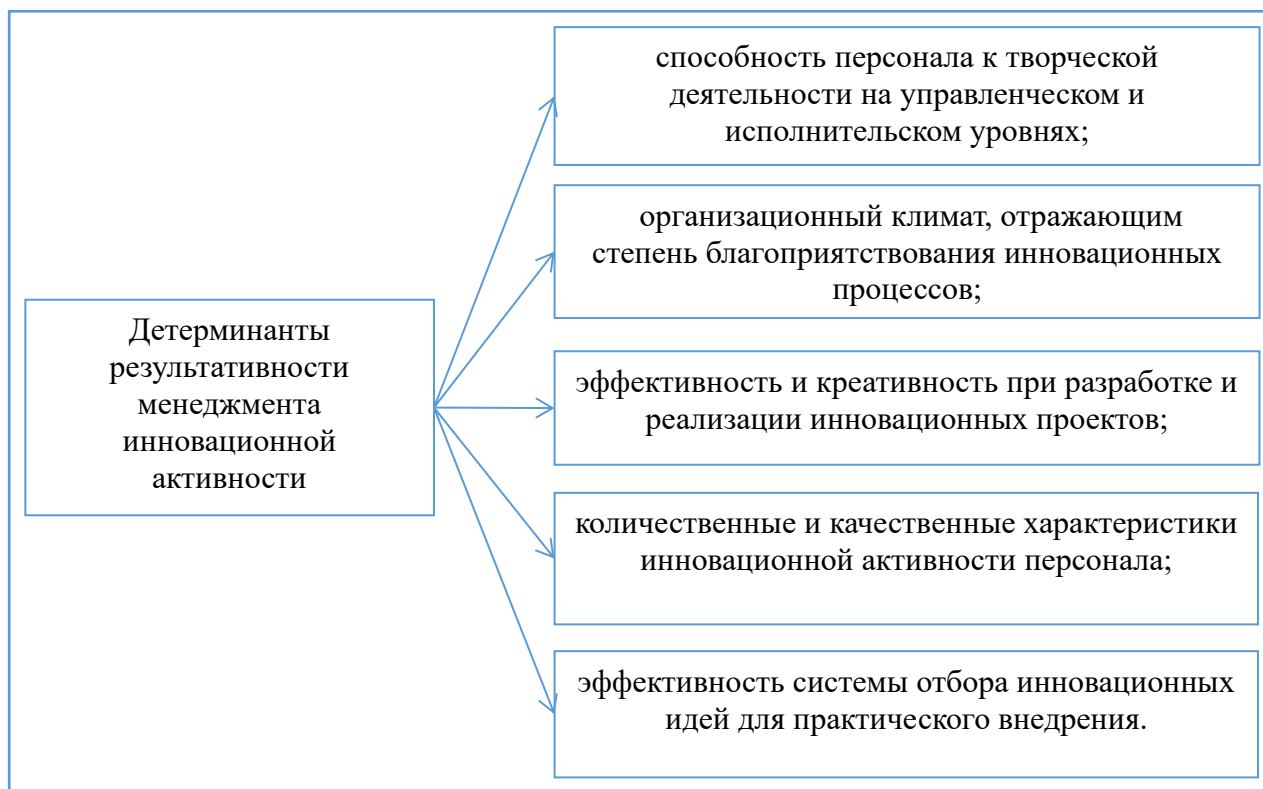 способность персонала к творческой
деятельности на управленческом и
исполнительском уровнях;
организационный климат, отражающим
степень благоприятствования инновационных
процессов;
Детерминанты
результативности
менеджмента
инновационной
активности
эффективность и креативность при разработке и
реализации инновационных проектов;
количественные и качественные характеристики
инновационной активности персонала;
эффективность системы отбора инновационных
идей для практического внедрения.